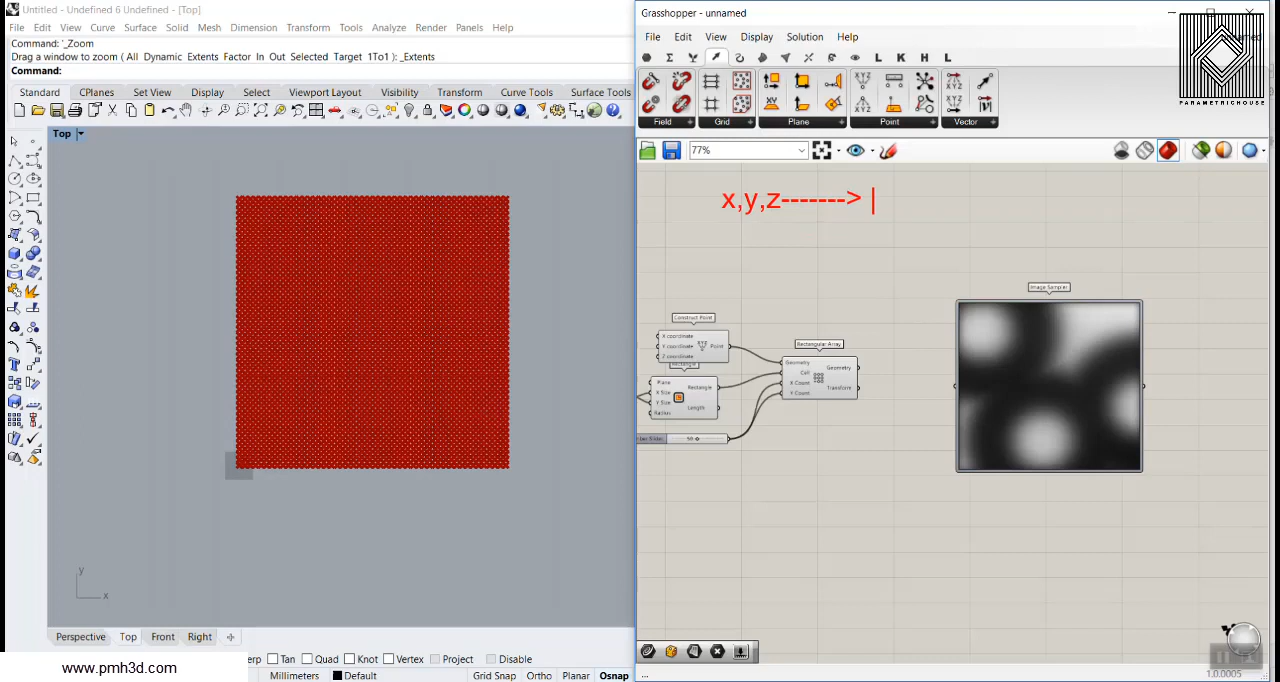 Untitled - Undefined 6 Undefined - [Top]
File Edit View Curve Surface Solid Mesh Dimension Transform Tools Analyze Render Panels Help
Command: '_Zoom
Drag a window to zoom ( All Dynamic Extents Factor In Out Selected Target 1To1 ): _Extents
Command:
Standard CPlanes Set View Display Select Viewport Layout Visibility Transform Curve Tools Surface Tools
Top
y
x
Perspective Top Front Right
Tan Quad Knot Vertex Project Disable
Millimeters Default Grid Snap Ortho Planar Osnap
www.pmh3d.com
Grasshopper - unnamed
File Edit View Display Solution Help
L K H L
Field Grid Plane Point Vector
PARAMETRICHOUSE
77%
x,y,z-------> |
Image Sampler
Construct Point
X coordinate
Y coordinate
Z coordinate
Point
Rectangular Array
Geometry
Cell
X Count
Y Count
Geometry
Transform
Plane
X Size
Y Size
Radius
Rectangle
Length
50
...
1.0.0005